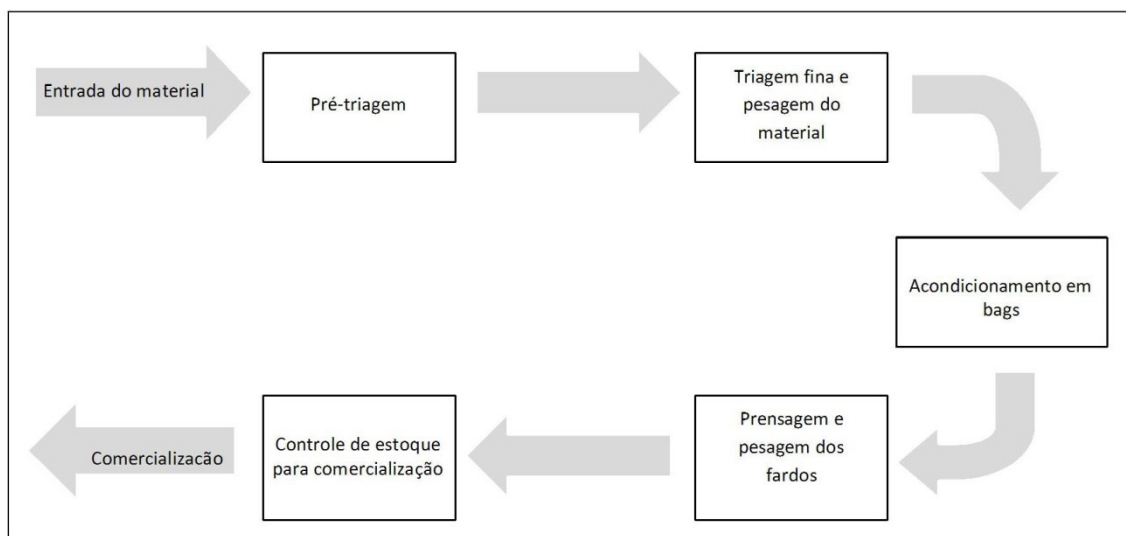 Entrada do material
Pré-triagem
Triagem fina e
pesagem do
material
Acondicionamento em
bags
Prensagem e
pesagem dos
fardos
Controle de estoque
para comercialização
Comercializacão